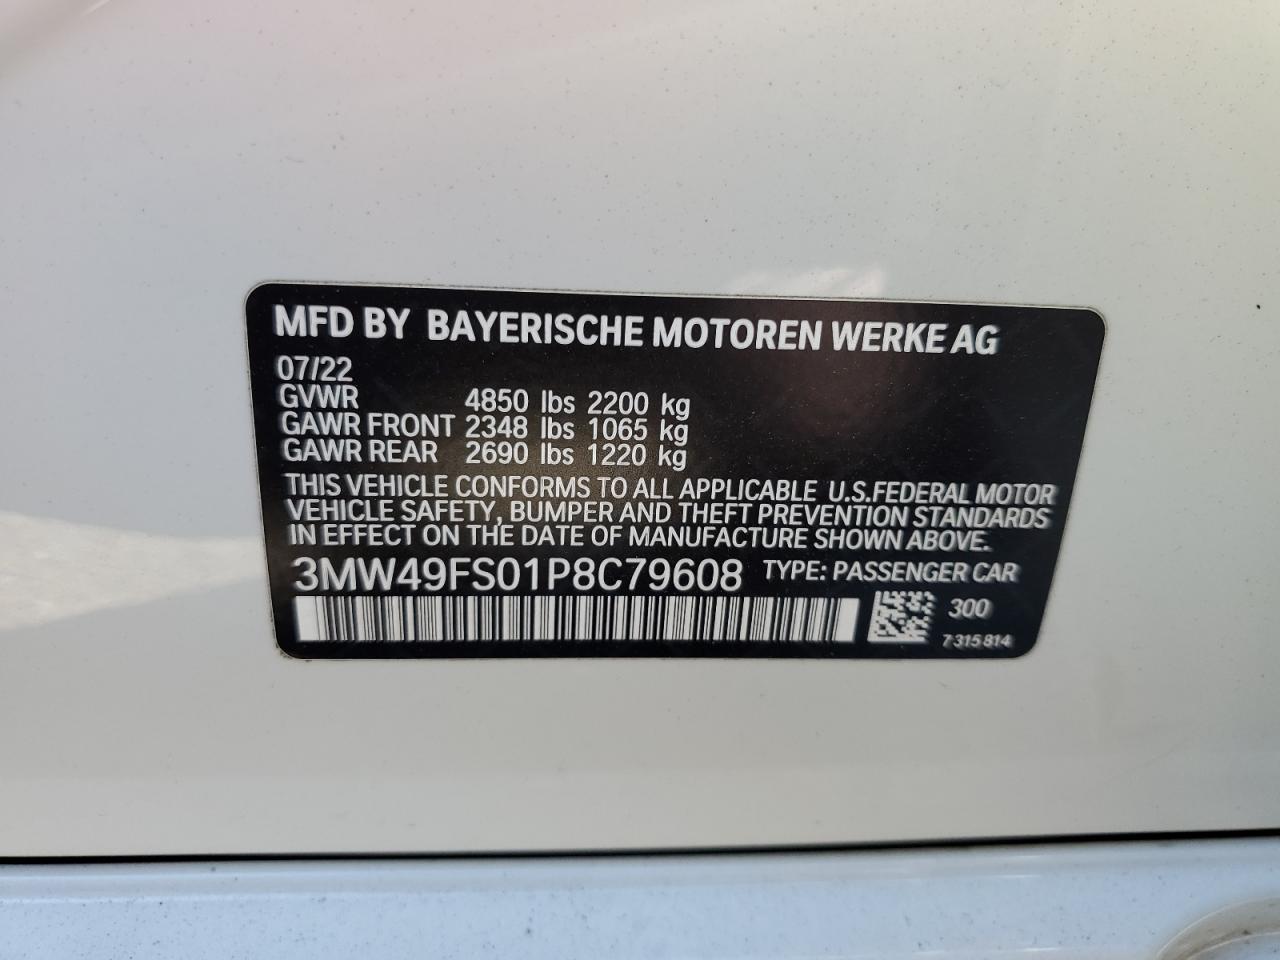 MFD BY BAYERISCHE MOTOREN WERKE AG
07/22
GVWR 4850 lbs 2200 kg
GAWR FRONT 2348 lbs 1065 kg
GAWR REAR 2690 lbs 1220 kg
THIS VEHICLE CONFORMS TO ALL APPLICABLE U.S.FEDERAL MOTOR
VEHICLE SAFETY, BUMPER AND THEFT PREVENTION STANDARDS
IN EFFECT ON THE DATE OF MANUFACTURE SHOWN ABOVE.
3MW49FS01P8C79608 TYPE: PASSENGER CAR
300
7 315 814